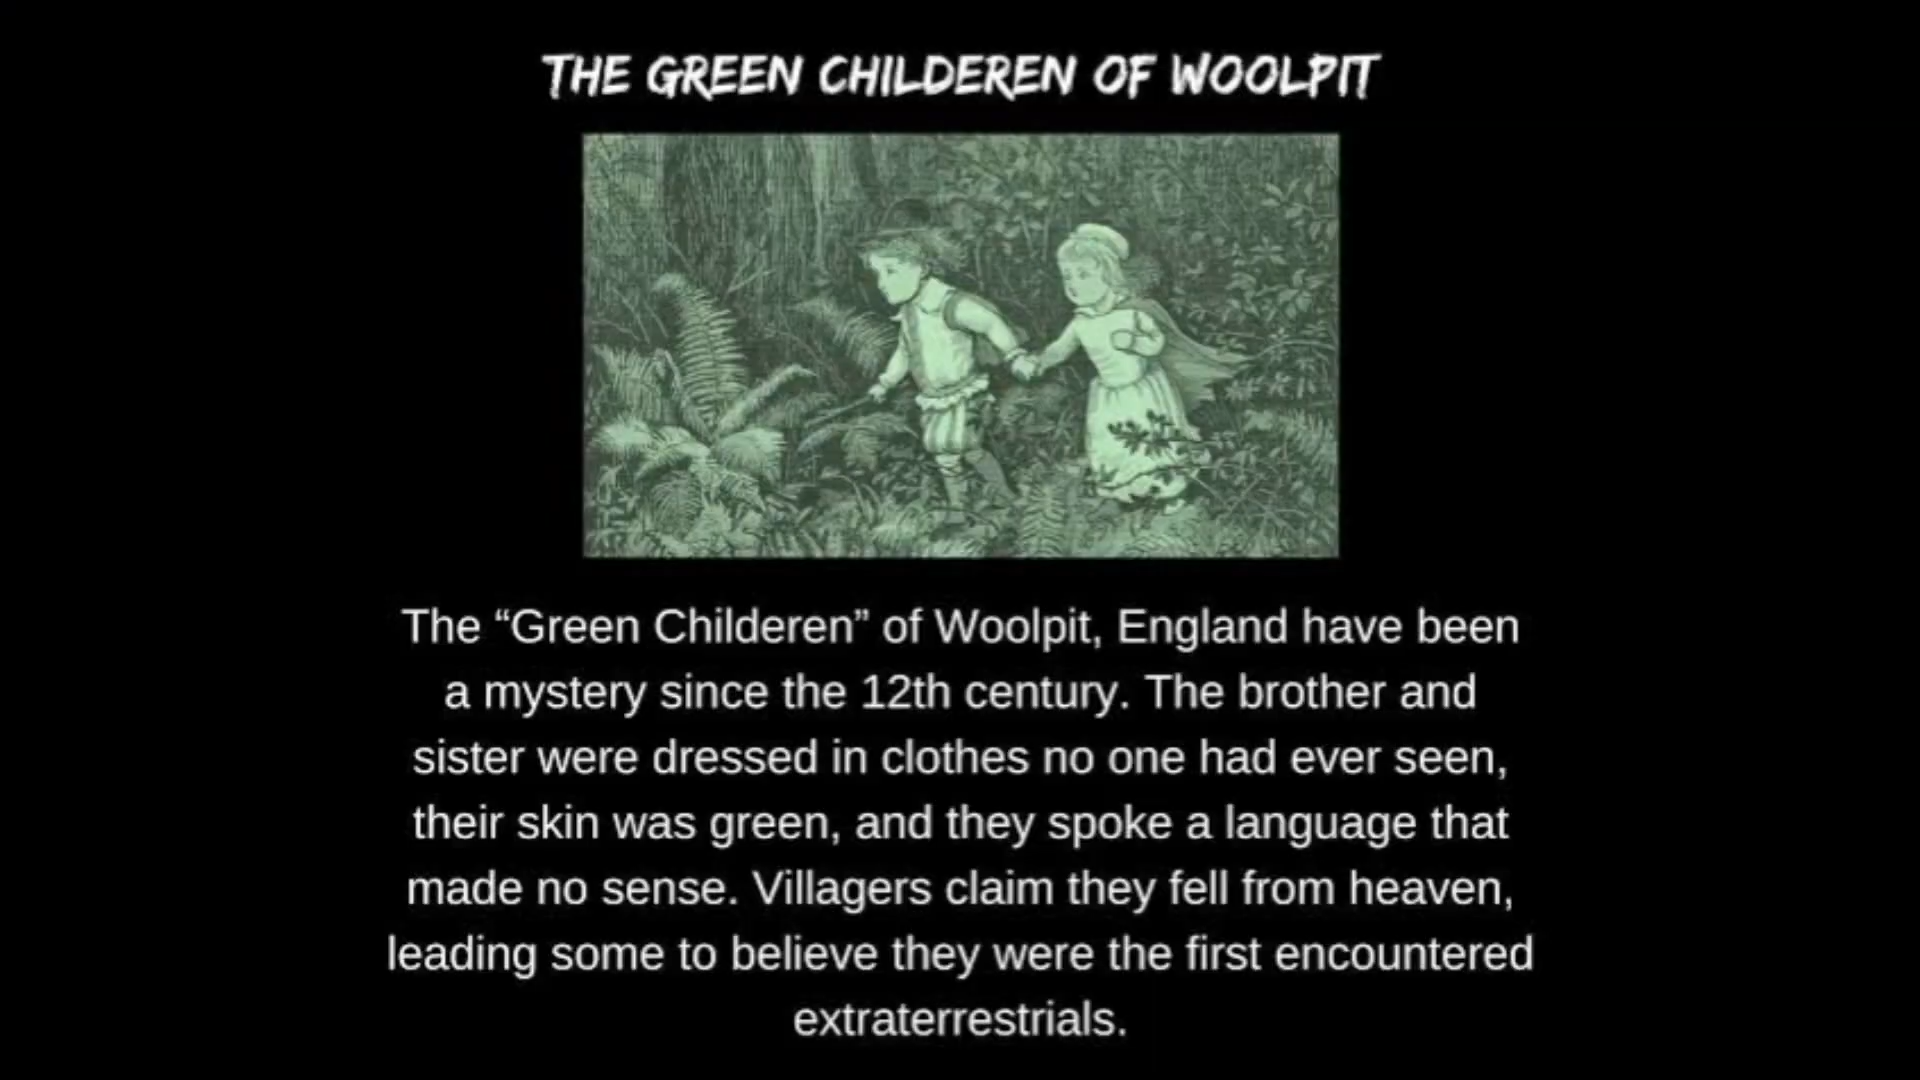 THE GREEN CHILDEREN OF WOOLPIT
The “Green Childeren” of Woolpit, England have been
a mystery since the 12th century. The brother and
sister were dressed in clothes no one had ever seen,
their skin was green, and they spoke a language that
made no sense. Villagers claim they fell from heaven,
leading some to believe they were the first encountered
extraterrestrials.